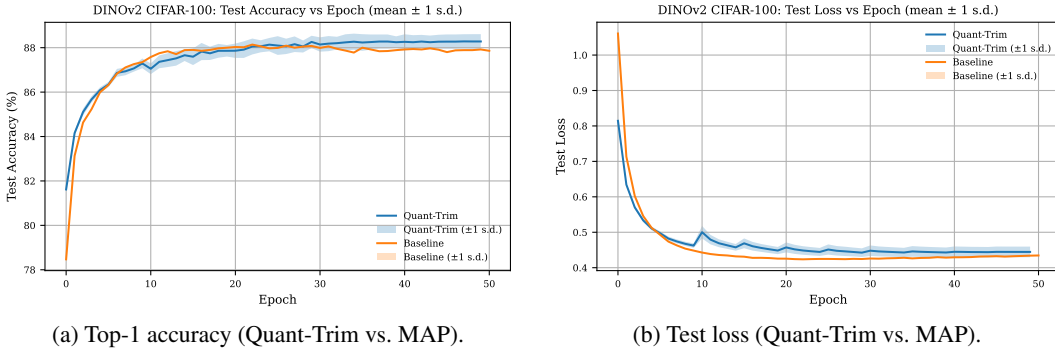 DINOv2 CIFAR-100: Test Accuracy vs Epoch (mean ± 1 s.d.)
88
86
84
82
80
78
Test Accuracy (%)
Quant-Trim
Quant-Trim (±1 s.d.)
Baseline
Baseline (±1 s.d.)
0 10 20 30 40 50
Epoch
(a) Top-1 accuracy (Quant-Trim vs. MAP).
DINOv2 CIFAR-100: Test Loss vs Epoch (mean ± 1 s.d.)
1.0
0.9
0.8
0.7
0.6
0.5
0.4
Test Loss
Quant-Trim
Quant-Trim (±1 s.d.)
Baseline
Baseline (±1 s.d.)
0 10 20 30 40 50
Epoch
(b) Test loss (Quant-Trim vs. MAP).